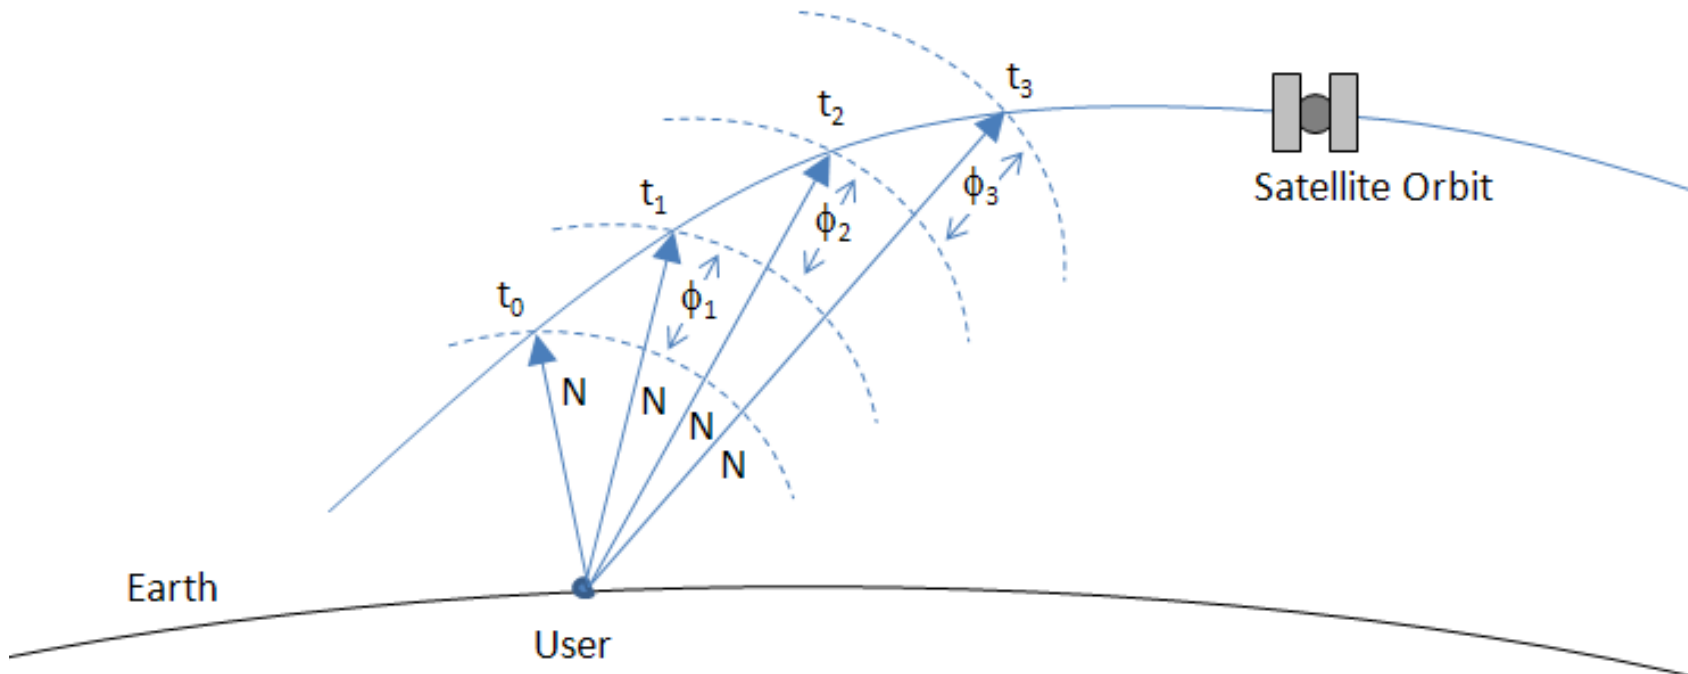 t₃
t₂
t₁
t₀
ϕ₃
ϕ₂
ϕ₁
Satellite Orbit
N
N
N
N
Earth
User